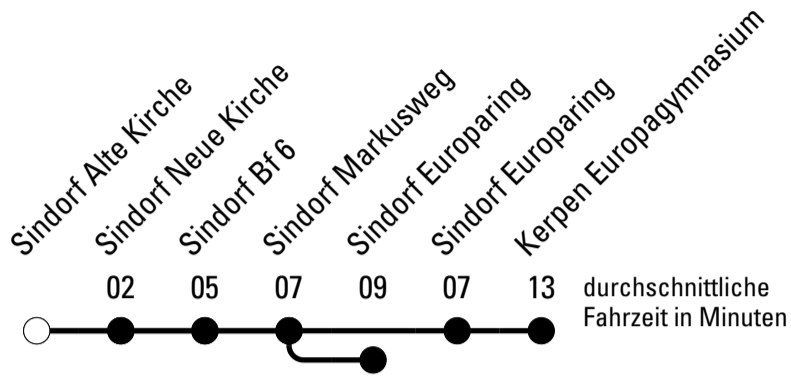 Sindorf Alte Kirche
Sindorf Neue Kirche
Sindorf Bf 6
Sindorf Markusweg
Sindorf Europaring
Sindorf Europaring
Kerpen Europagymnasium
02 05 07 09 07 13 durchschnittliche
Fahrzeit in Minuten